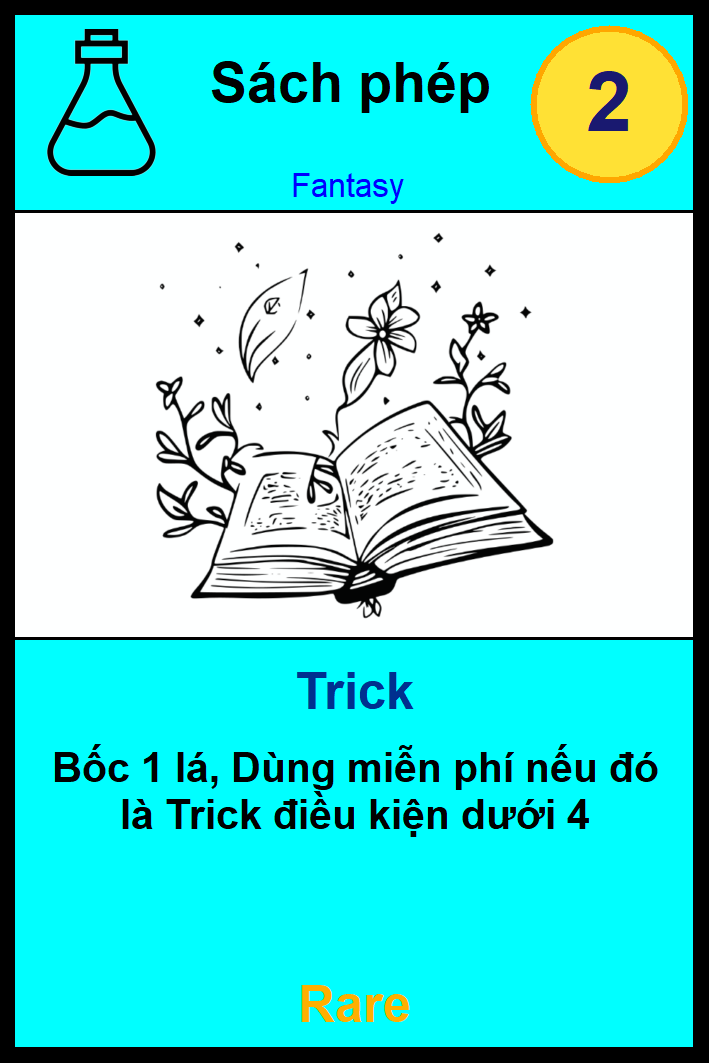 Sách phép
2
Fantasy
Trick
Bốc 1 lá, Dùng miễn phí nếu đó
là Trick điều kiện dưới 4
Rare